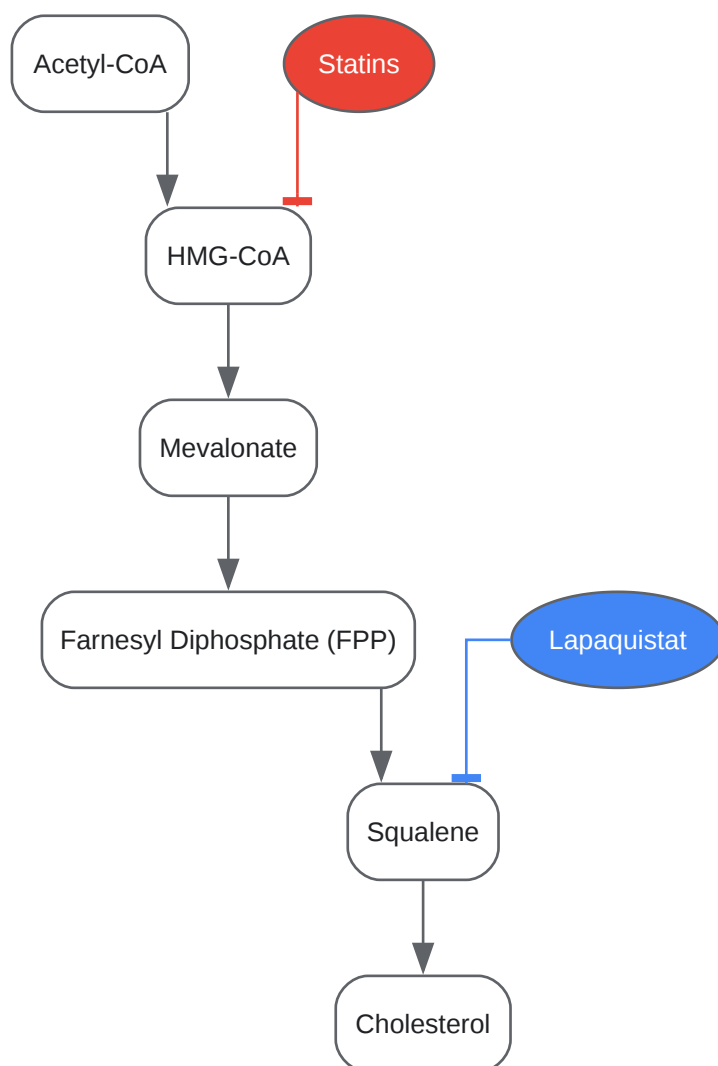 Acetyl-CoA
Statins
HMG-CoA
Mevalonate
Farnesyl Diphosphate (FPP)
Lapaquistat
Squalene
Cholesterol